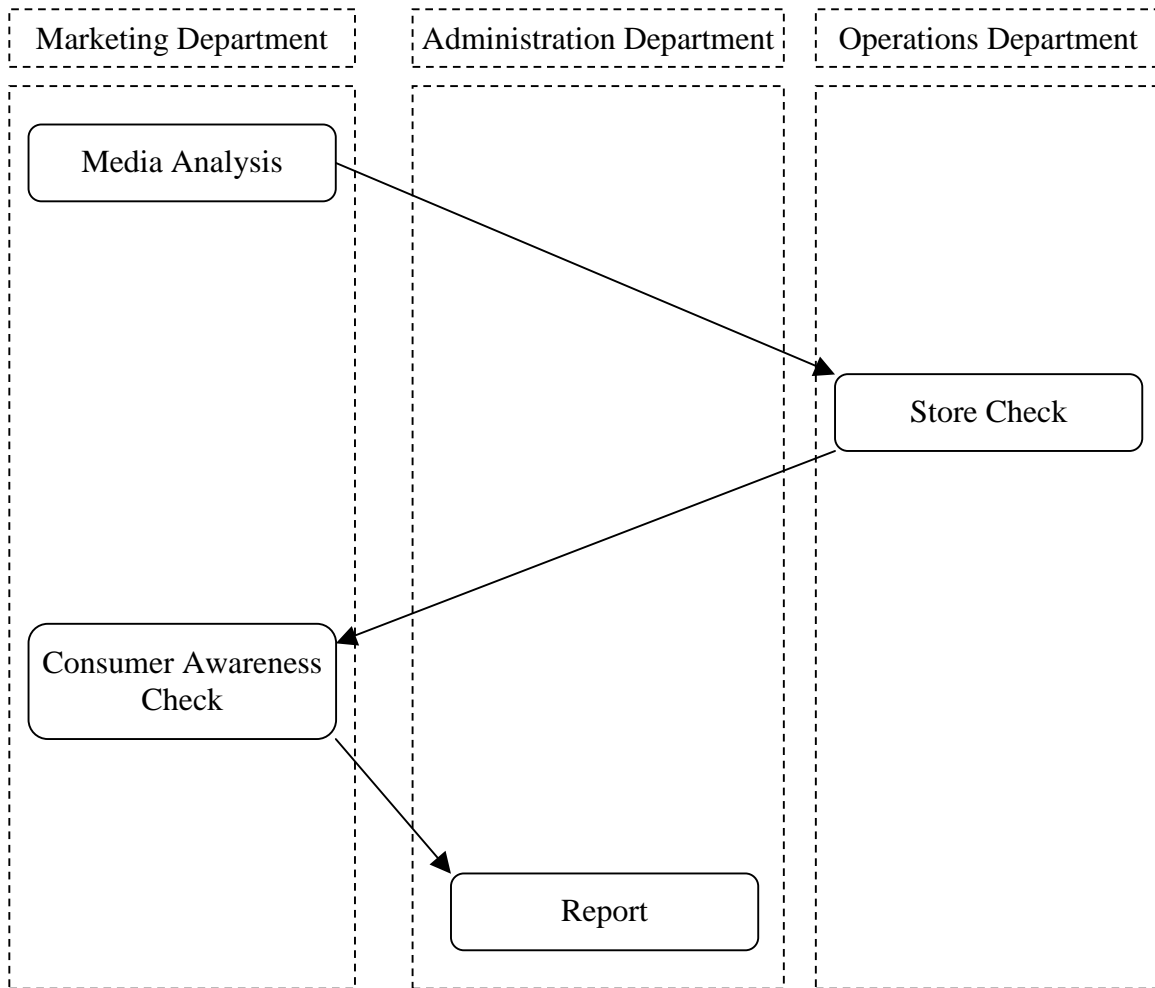 Marketing Department
Administration Department
Operations Department
Media Analysis
Store Check
Consumer Awareness
Check
Report